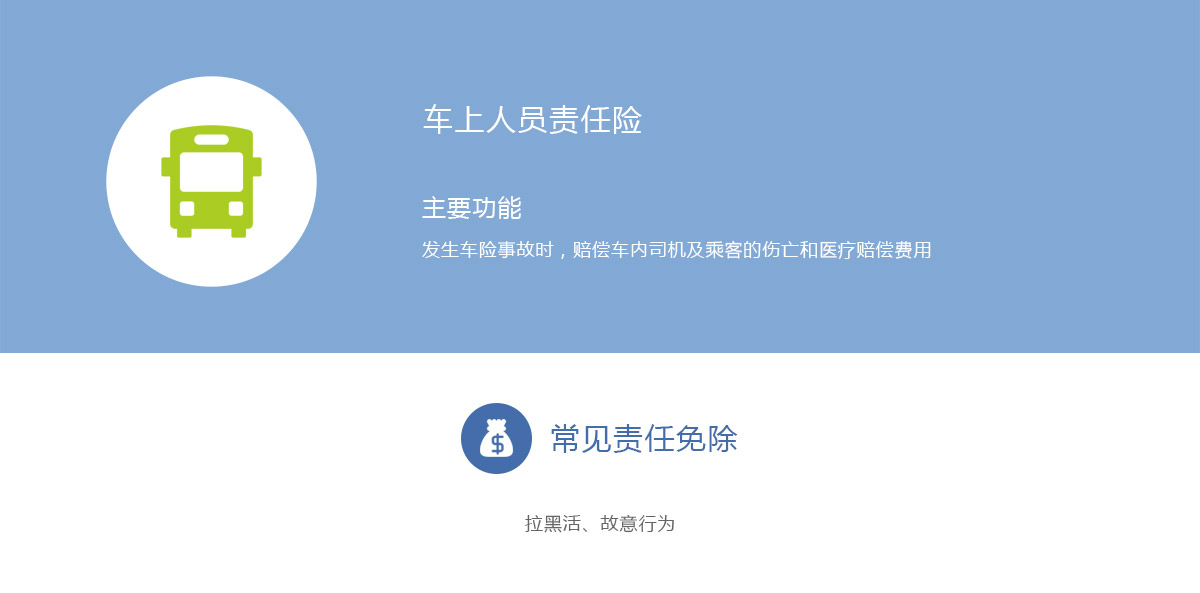 车上人员责任险
主要功能
发生车险事故时，赔偿车内司机及乘客的伤亡和医疗赔偿费用
$
常见责任免除
拉黑活、故意行为